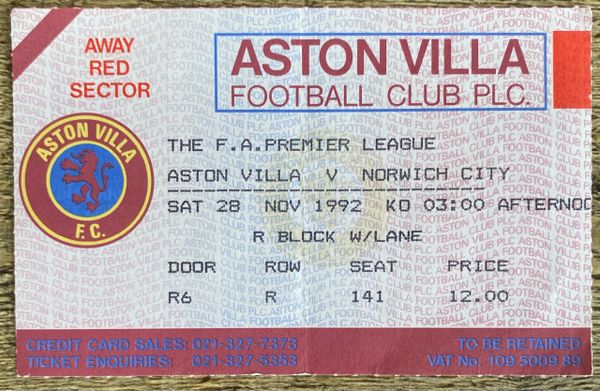 AWAY
RED
SECTOR
ASTON VILLA
FOOTBALL CLUB PLC.
ASTON VILLA
F.C.
THE F.A.PREMIER LEAGUE
ASTON VILLA V NORWICH CITY
SAT 28 NOV 1992 KO 03:00 AFTERNOO
R BLOCK W/LANE
DOOR ROW SEAT PRICE
R6 R 141 12.00
CREDIT CARD SALES: 021-327-7373 TO BE RETAINED
TICKET ENQUIRIES: 021-327-5353 VAT No. 109 5009 89